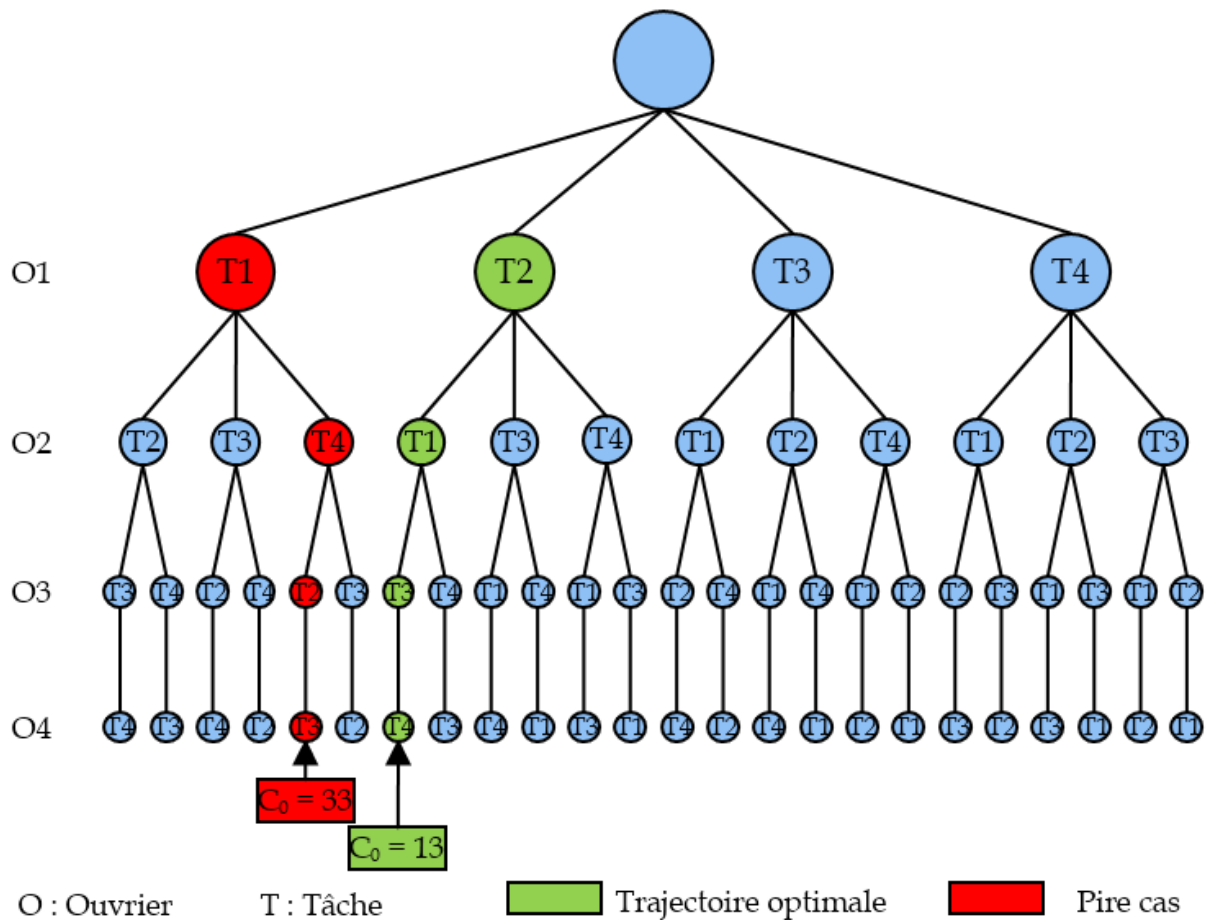 O1 T1 T2 T3 T4
O2 T2 T3 T4 T1 T3 T4 T1 T2 T4 T1 T2 T3
O3 T3 T4 T2 T4 T2 T3 T3 T4 T1 T4 T1 T3 T2 T4 T1 T4 T1 T2 T2 T3 T1 T3 T1 T2
O4 T4 T3 T4 T2 T3 T2 T4 T3 T4 T1 T3 T1 T4 T2 T4 T1 T2 T1 T3 T2 T3 T1 T2 T1
C₀ = 33
C₀ = 13
O : Ouvrier T : Tâche Trajectoire optimale Pire cas